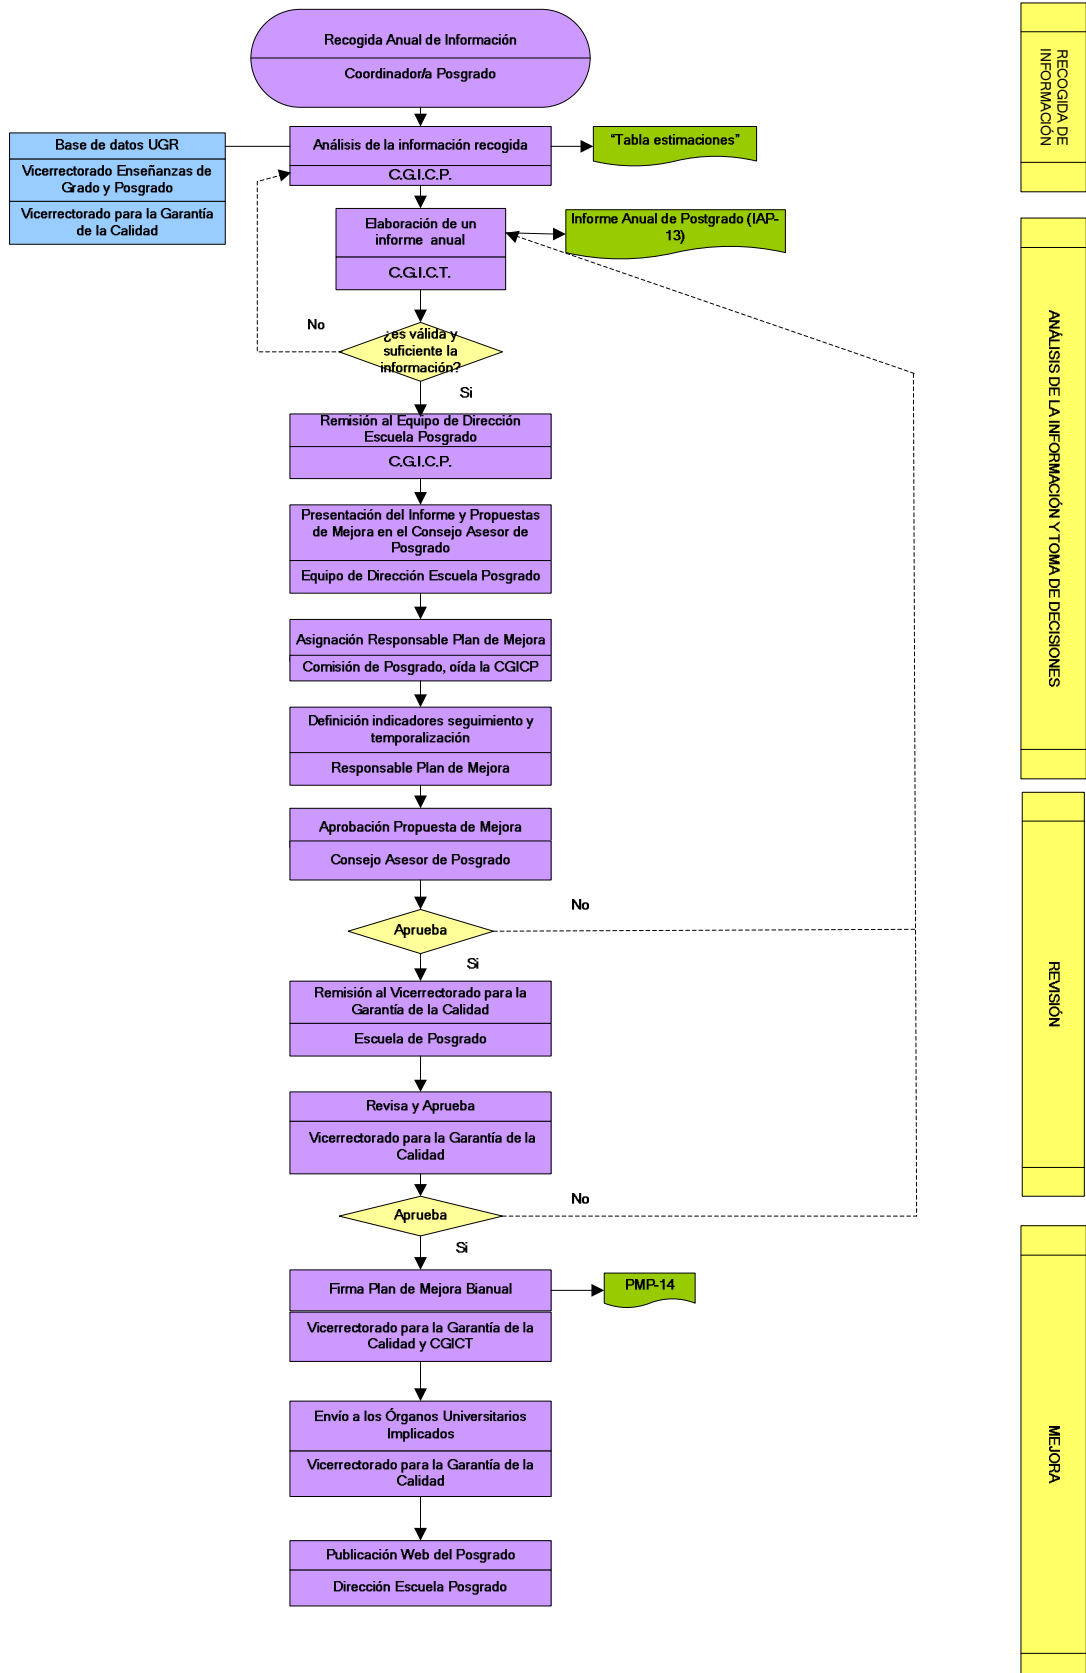 Recogida Anual de Información
Coordinador/a Posgrado
Base de datos UGR
Vicerrectorado Enseñanzas de
Grado y Posgrado
Vicerrectorado para la Garantía
de la Calidad
Análisis de la información recogida
C.G.I.C.P.
"Tabla estimaciones"
Elaboración de un
informe anual
C.G.I.C.T.
Informe Anual de Postgrado (IAP-
13)
No
¿es válida y
suficiente la
información?
Si
Remisión al Equipo de Dirección
Escuela Posgrado
C.G.I.C.P.
Presentación del Informe y Propuestas
de Mejora en el Consejo Asesor de
Posgrado
Equipo de Dirección Escuela Posgrado
Asignación Responsable Plan de Mejora
Comisión de Posgrado, oída la CGICP
Definición indicadores seguimiento y
temporalización
Responsable Plan de Mejora
Aprobación Propuesta de Mejora
Consejo Asesor de Posgrado
No
Aprueba
Si
Remisión al Vicerrectorado para la
Garantía de la Calidad
Escuela de Posgrado
Revisa y Aprueba
Vicerrectorado para la Garantía de la
Calidad
No
Aprueba
Si
Firma Plan de Mejora Bianual
Vicerrectorado para la Garantía de la
Calidad y CGICT
PMP-14
Envío a los Órganos Universitarios
Implicados
Vicerrectorado para la Garantía de la
Calidad
Publicación Web del Posgrado
Dirección Escuela Posgrado
RECOGIDA DE
INFORMACIÓN
ANÁLISIS DE LA INFORMACIÓN Y TOMA DE DECISIONES
REVISIÓN
MEJORA